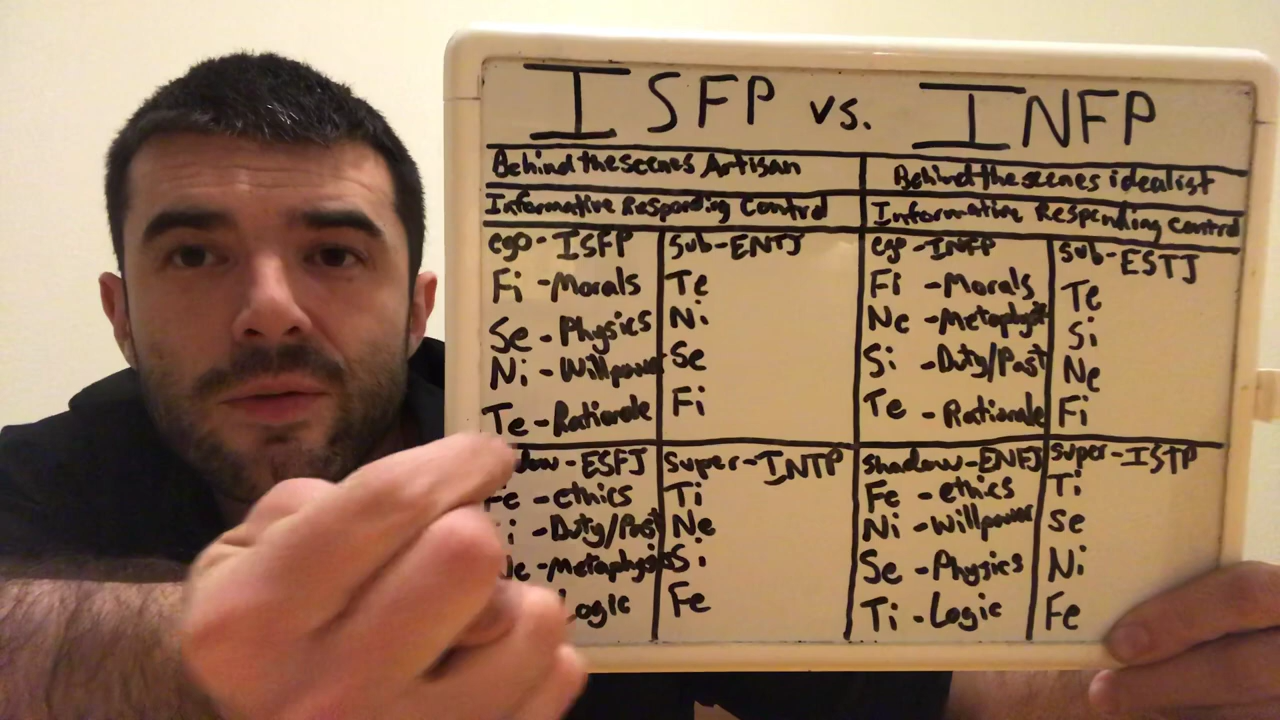 ISFP vs. INFP
Behind the scenes Artisan
Behind the scenes idealist
Informative Responding Control
Informative Responding control
ego-ISFP
Fi - Morals
Se - Physics
Ni - Willpower
Te - Rationale
Sub-ENTJ
Te
Ni
Se
Fi
ego-INFP
Fi - Morals
Ne - Metaphysi
Si - Duty/Past
Te - Rationale
Sub-ESTJ
Te
Si
Ne
Fi
dow-ESFJ
Fe - ethics
i - Duty/Past
Ne - metaphysics
Logic
Super-INTP
Ti
Ne
Si
Fe
Shadow-ENFJ
Fe - ethics
Ni - Willpower
Se - Physics
Ti - Logic
Super-ISTP
Ti
Se
Ni
Fe